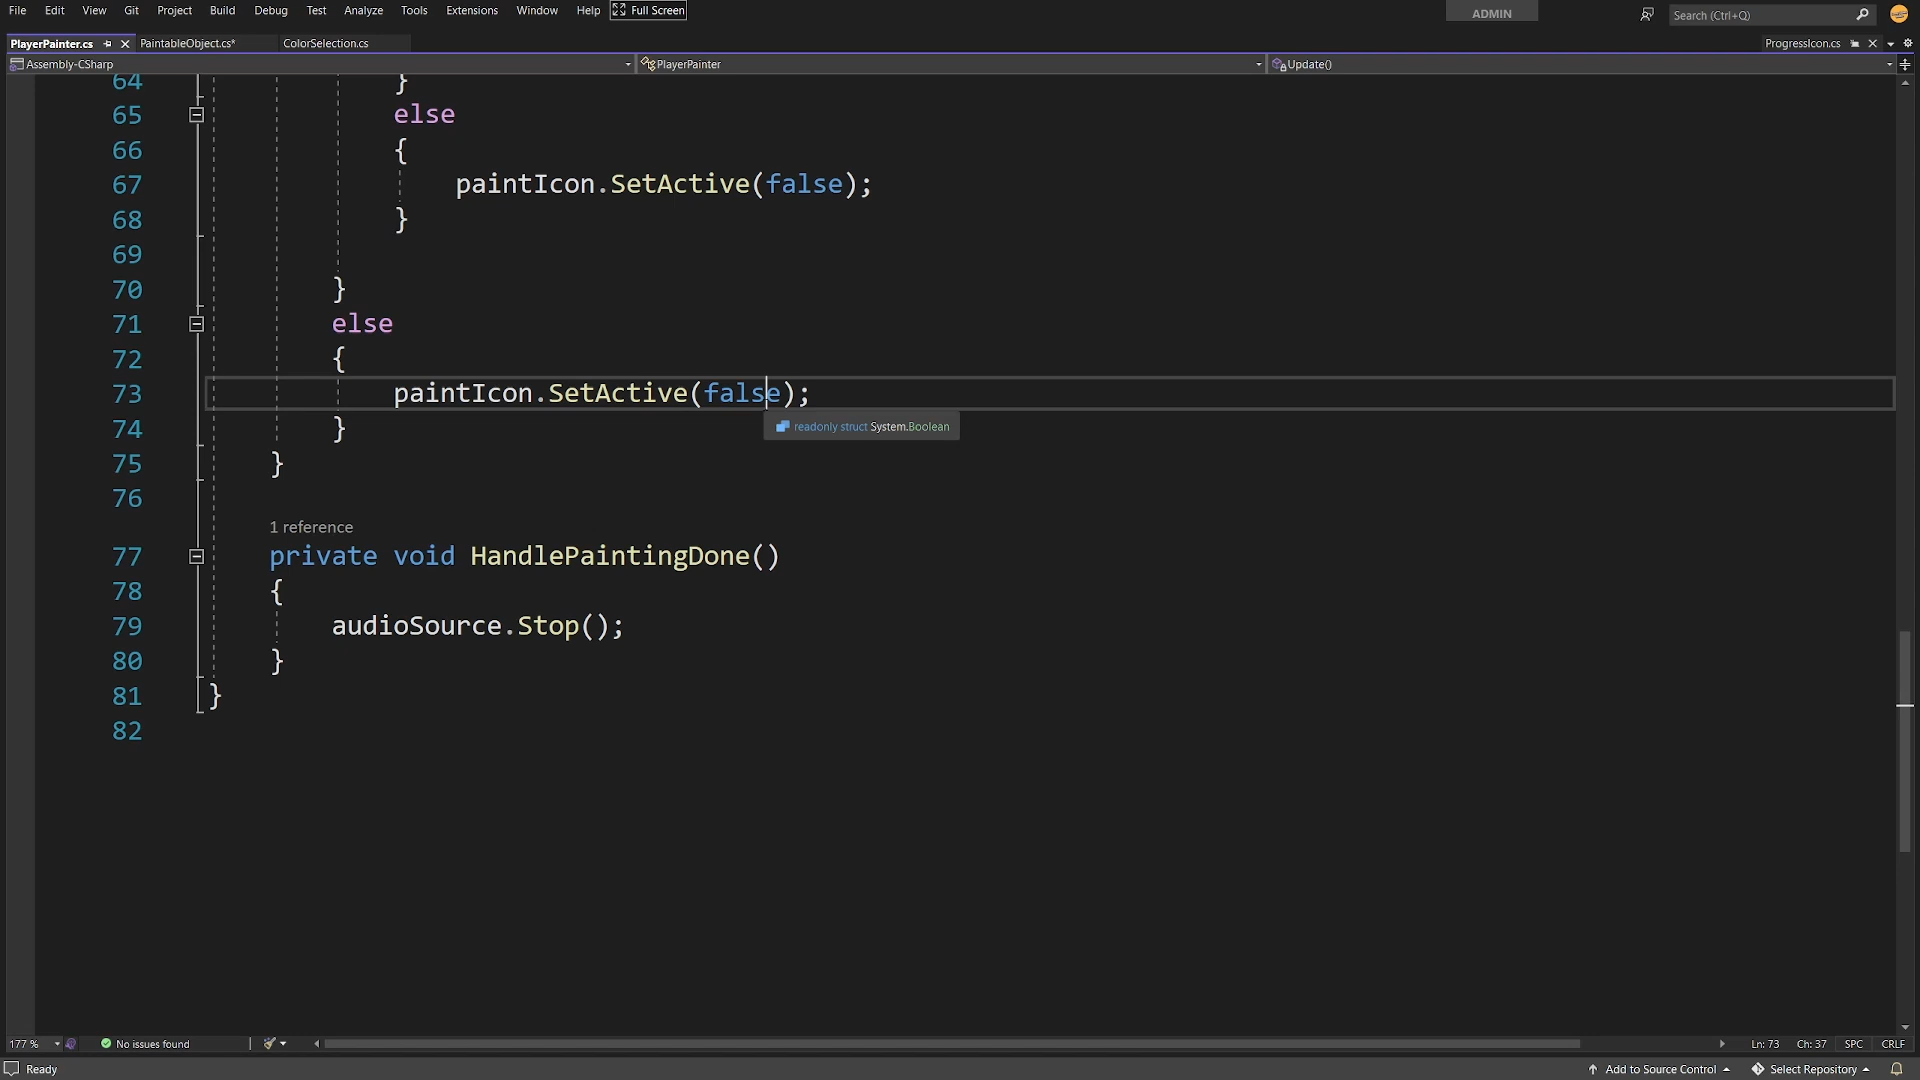 File Edit View Git Project Build Debug Test Analyze Tools Extensions Window Help Full Screen ADMIN Search (Ctrl+Q)
PlayerPainter.cs PaintableObject.cs* ColorSelection.cs ProgressIcon.cs
Assembly-CSharp PlayerPainter Update()
64 }
65 else
66 {
67 paintIcon.SetActive(false);
68 }
69
70 }
71 else
72 {
73 paintIcon.SetActive(false);
readonly struct System.Boolean
74 }
75 }
76
1 reference
77 private void HandlePaintingDone()
78 {
79 audioSource.Stop();
80 }
81 }
82
177 % No issues found Ln: 73 Ch: 37 SPC CRLF
Ready Add to Source Control Select Repository